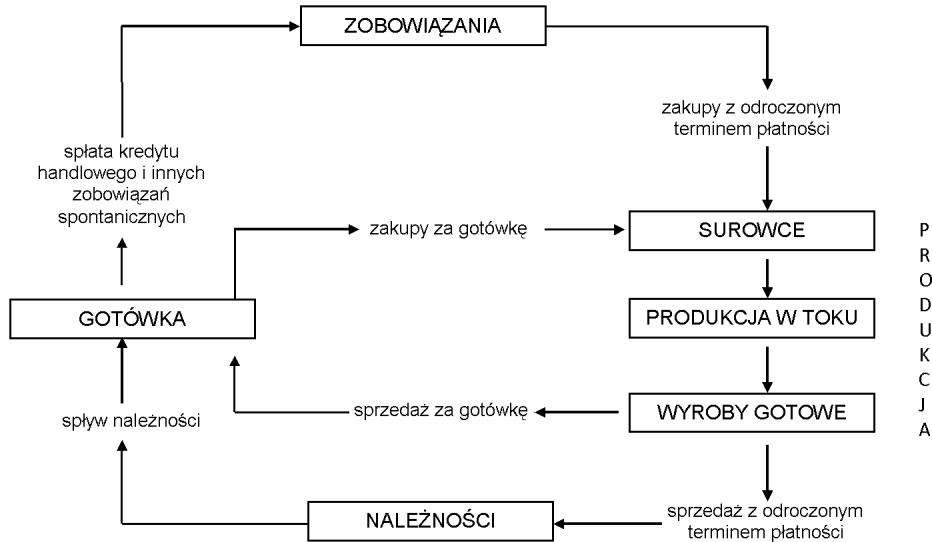 ZOBOWIĄZANIA
zakupy z odroczonym
terminem płatności
spłata kredytu
handlowego i innych
zobowiązań
spontanicznych
zakupy za gotówkę
SUROWCE
GOTÓWKA
PRODUKCJA W TOKU
sprzedaż za gotówkę
WYROBY GOTOWE
spływ należności
NALEŻNOŚCI
sprzedaż z odroczonym
terminem płatności
P
R
O
D
U
K
C
J
A